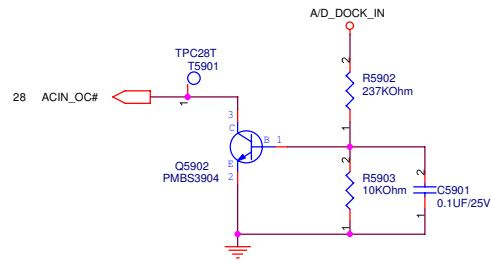 A/D_DOCK_IN
TPC28T
T5901
28 ACIN_OC#
1
2
R5902
237KOhm
1
3
C
B 1
E
2
Q5902
PMBS3904
2
R5903
10KOhm
1
2
C5901
0.1UF/25V
1